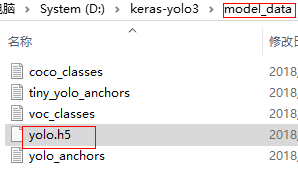 电脑 > System (D:) > keras-yolo3 > model_data
名称
修改日
coco_classes
2018,
tiny_yolo_anchors
2018,
voc_classes
2018,
yolo.h5
2018,
yolo_anchors
2018,